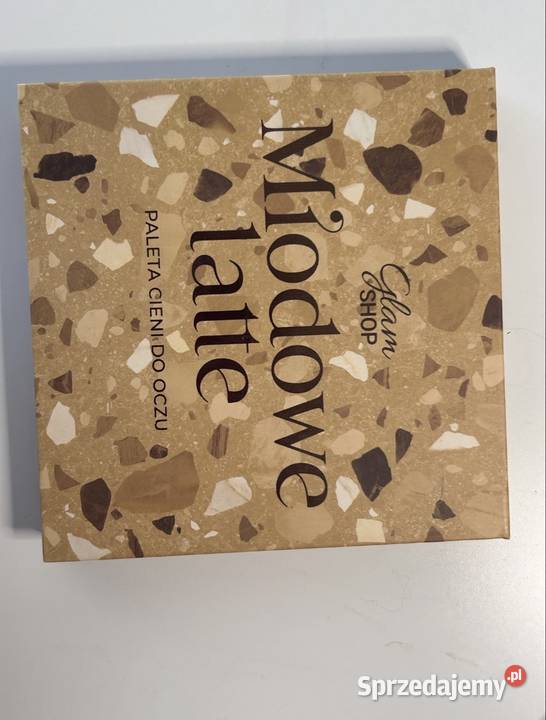 Glam
SHOP
Miodowe
latte
PALETA CIENI DO OCZU
Sprzedajemy.pl